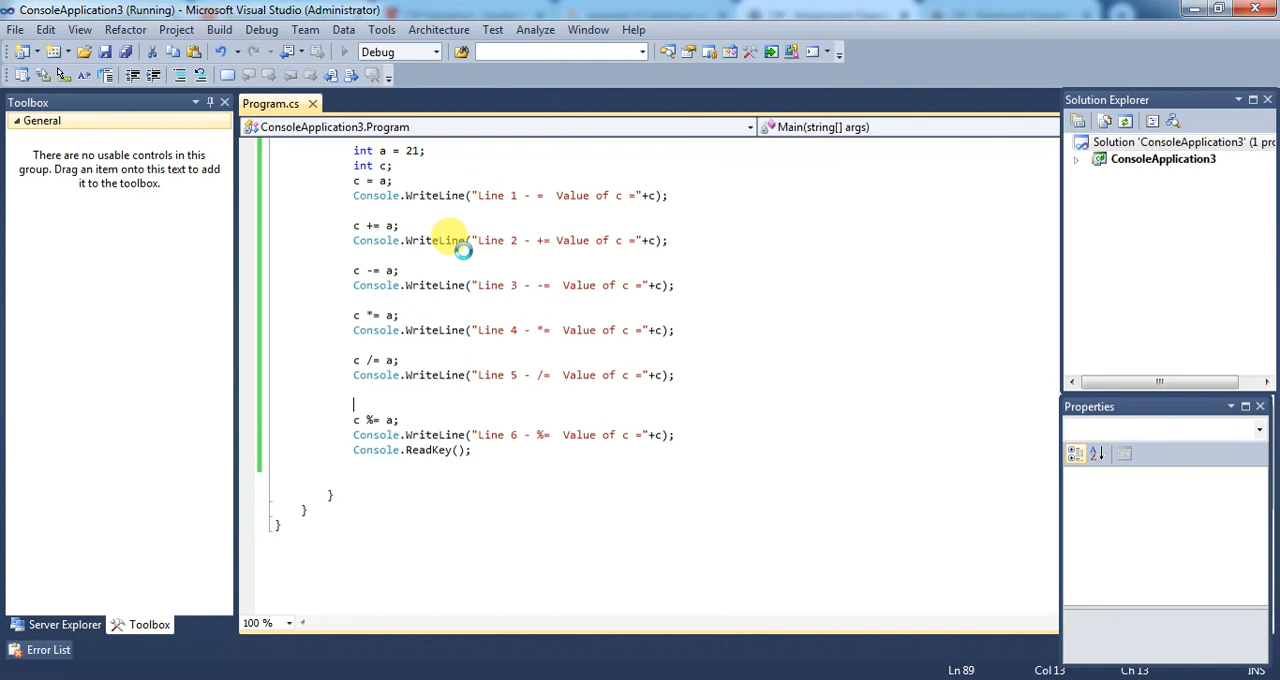 ConsoleApplication3 (Running) - Microsoft Visual Studio (Administrator)
File Edit View Refactor Project Build Debug Team Data Tools Architecture Test Analyze Window Help
Debug
Toolbox
General
There are no usable controls in this
group. Drag an item onto this text to add
it to the toolbox.
Server Explorer Toolbox
Error List
Program.cs
ConsoleApplication3.Program Main(string[] args)
int a = 21;
int c;
c = a;
Console.WriteLine("Line 1 - =  Value of c ="+c);
c += a;
Console.WriteLine("Line 2 - += Value of c ="+c);
c -= a;
Console.WriteLine("Line 3 - -=  Value of c ="+c);
c *= a;
Console.WriteLine("Line 4 - *=  Value of c ="+c);
c /= a;
Console.WriteLine("Line 5 - /=  Value of c ="+c);
c %= a;
Console.WriteLine("Line 6 - %=  Value of c ="+c);
Console.ReadKey();
}
}
}
100 %
Solution Explorer
Solution 'ConsoleApplication3' (1 pro
ConsoleApplication3
Properties
Ln 89 Col 13 Ch 13 INS